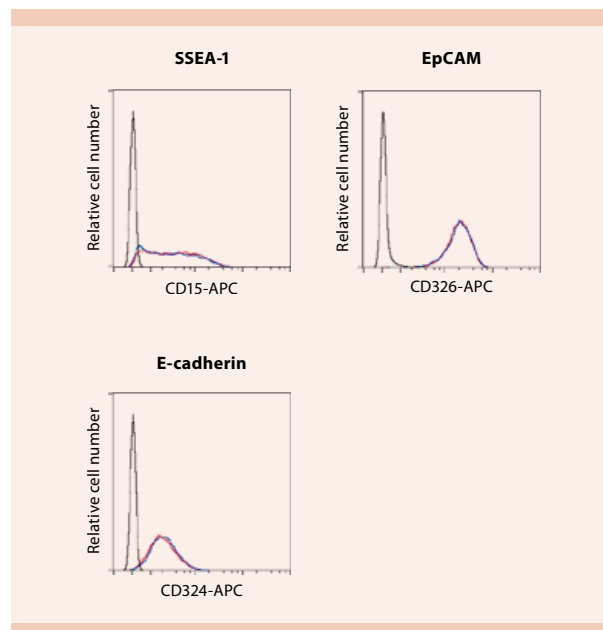 SSEA-1
EpCAM
Relative cell number
Relative cell number
CD15-APC
CD326-APC
E-cadherin
Relative cell number
CD324-APC